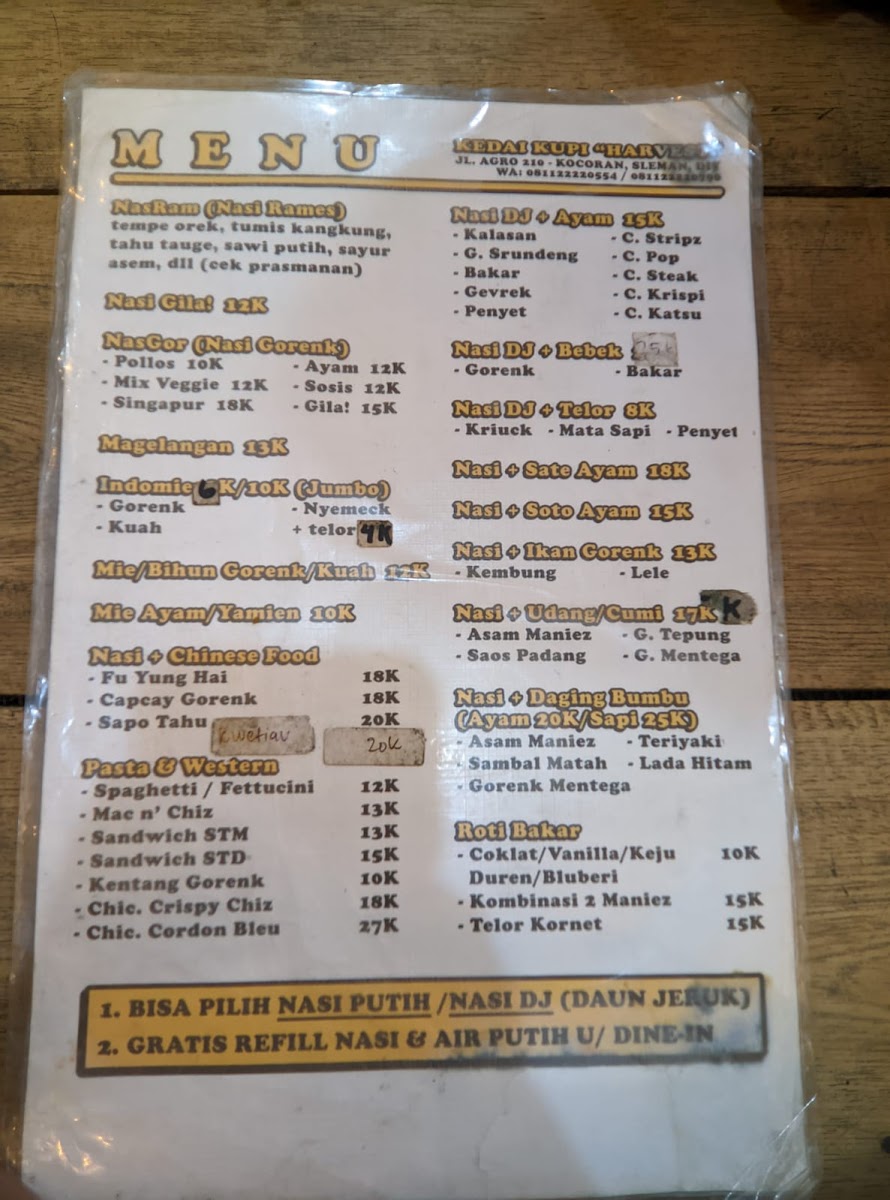 MENU
KEDAI KUPI "HARVEST"
JL. AGRO 210 - KOCORAN, SLEMAN, DIY
WA: 081122220554 /
NasRam (Nasi Rames)
tempe orek, tumis kangkung,
tahu tauge, sawi putih, sayur
asem, dll (cek prasmanan)
Nasi Gila! 12K
NasGor (Nasi Gorenk)
- Pollos 10K
- Ayam 12K
- Mix Veggie 12K
- Sosis 12K
- Singapur 18K
- Gila! 15K
Magelangan 13K
Indomie 6K/10K (Jumbo)
- Gorenk
- Nyemeck
- Kuah
+ telor 4K
Mie/Bihun Gorenk/Kuah 12K
Mie Ayam/Yamien 10K
Nasi + Chinese Food
- Fu Yung Hai 18K
- Capcay Gorenk 18K
- Sapo Tahu 20K
Kwetiau 20K
Pasta & Western
- Spaghetti / Fettucini 12K
- Mac n' Chiz 13K
- Sandwich STM 13K
- Sandwich STD 15K
- Kentang Gorenk 10K
- Chic. Crispy Chiz 18K
- Chic. Cordon Bleu 27K
Nasi DJ + Ayam 15K
- Kalasan
- C. Stripz
- G. Srundeng
- C. Pop
- Bakar
- C. Steak
- Gevrek
- C. Krispi
- Penyet
- C. Katsu
Nasi DJ + Bebek 25K
- Gorenk
- Bakar
Nasi DJ + Telor 8K
- Kriuck - Mata Sapi - Penyet
Nasi + Sate Ayam 18K
Nasi + Soto Ayam 15K
Nasi + Ikan Gorenk 13K
- Kembung
- Lele
Nasi + Udang/Cumi 17K K
- Asam Maniez
- G. Tepung
- Saos Padang
- G. Mentega
Nasi + Daging Bumbu
(Ayam 20K/Sapi 25K)
- Asam Maniez
- Teriyaki
- Sambal Matah
- Lada Hitam
- Gorenk Mentega
Roti Bakar
- Coklat/Vanilla/Keju 10K
Duren/Bluberi
- Kombinasi 2 Maniez 15K
- Telor Kornet 15K
1. BISA PILIH NASI PUTIH /NASI DJ (DAUN JERUK)
2. GRATIS REFILL NASI & AIR PUTIH U/ DINE-IN